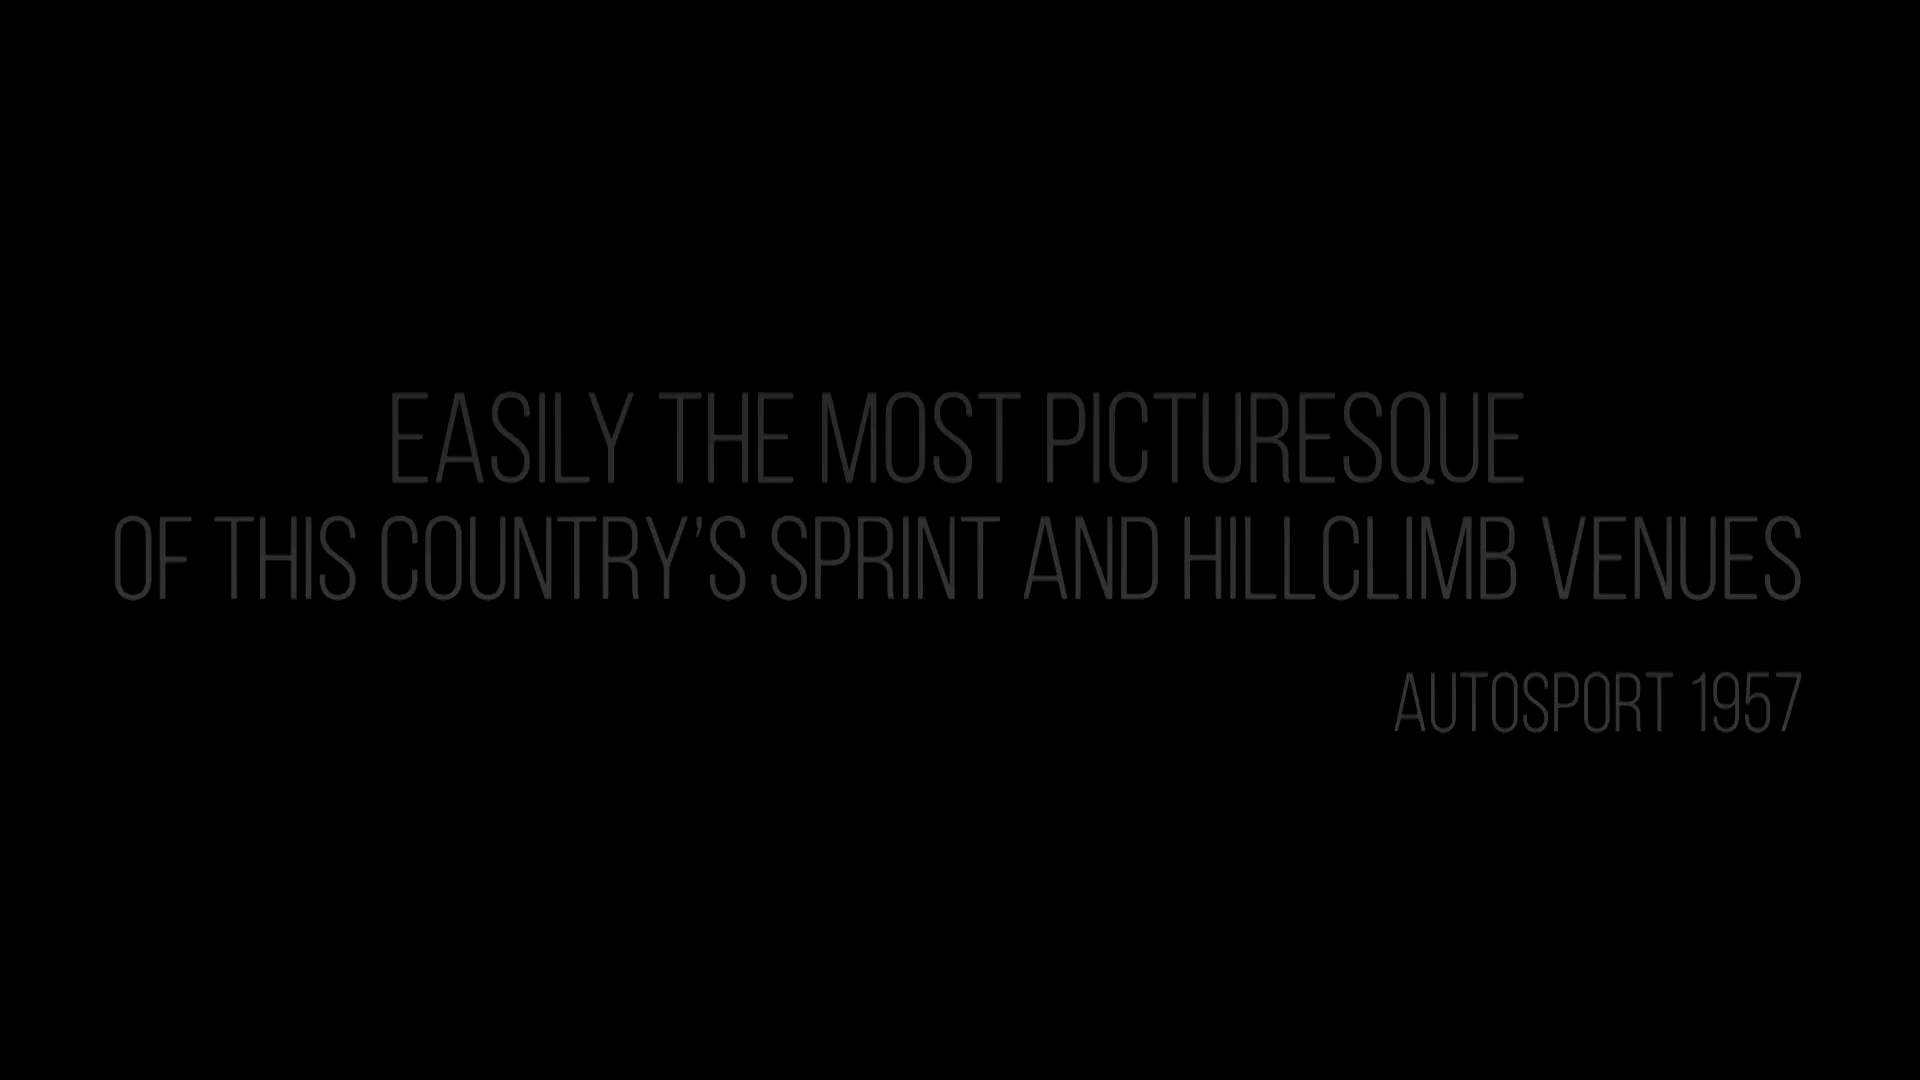 EASILY THE MOST PICTURESQUE
OF THIS COUNTRY'S SPRINT AND HILLCLIMB VENUES
AUTOSPORT 1957